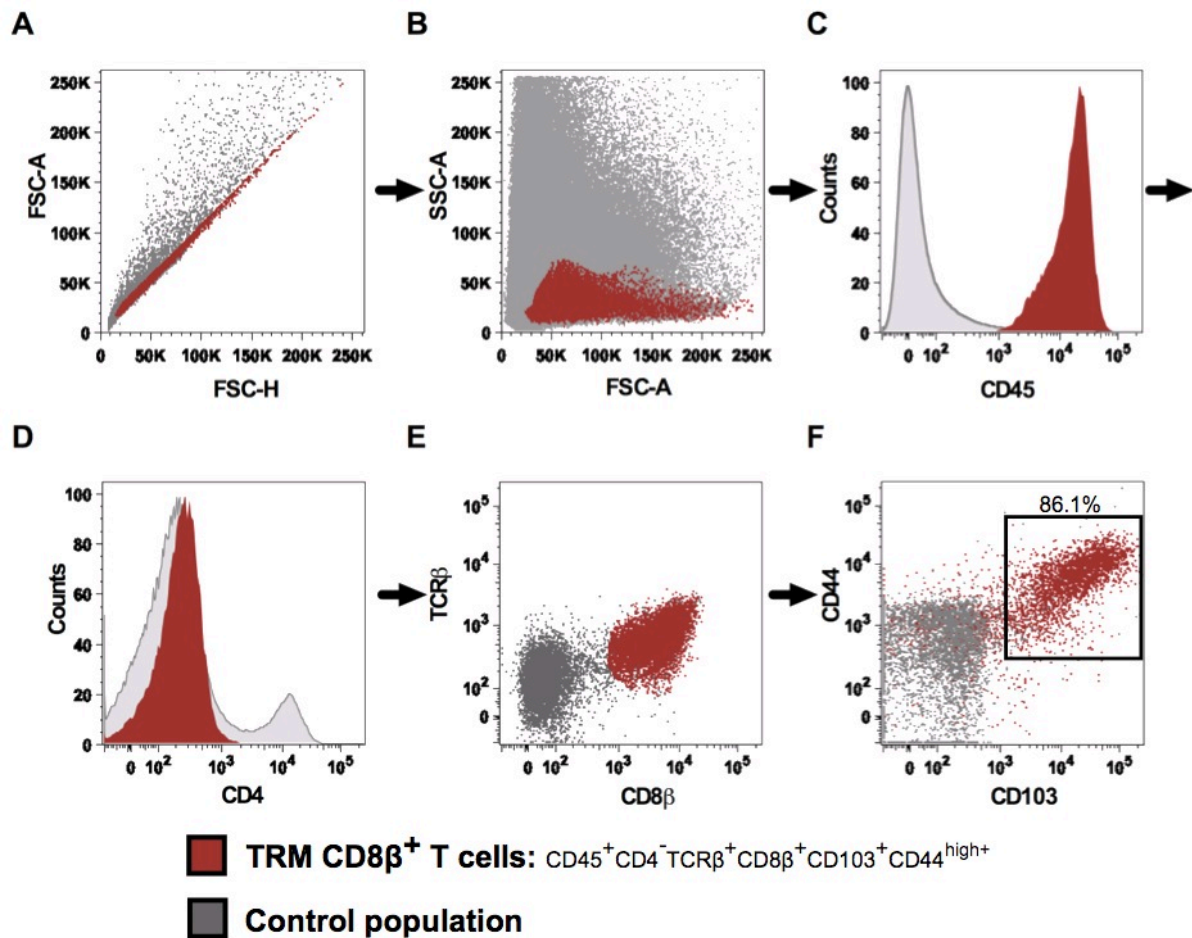 A
B
C
FSC-A
250K
200K
150K
100K
50K
0
0 50K 100K 150K 200K 250K
FSC-H
SSC-A
250K
200K
150K
100K
50K
0
0 50K 100K 150K 200K 250K
FSC-A
Counts
100
80
60
40
20
0
0 10² 10³ 10⁴ 10⁵
CD45
D
E
F
Counts
100
80
60
40
20
0
0 10² 10³ 10⁴ 10⁵
CD4
TCRβ
10⁵
10⁴
10³
10²
0
0 10² 10³ 10⁴ 10⁵
CD8β
86.1%
CD44
10⁵
10⁴
10³
10²
0
0 10² 10³ 10⁴ 10⁵
CD103
TRM CD8β⁺ T cells: CD45⁺CD4⁻TCRβ⁺CD8β⁺CD103⁺CD44ʰⁱᵍʰ⁺
Control population